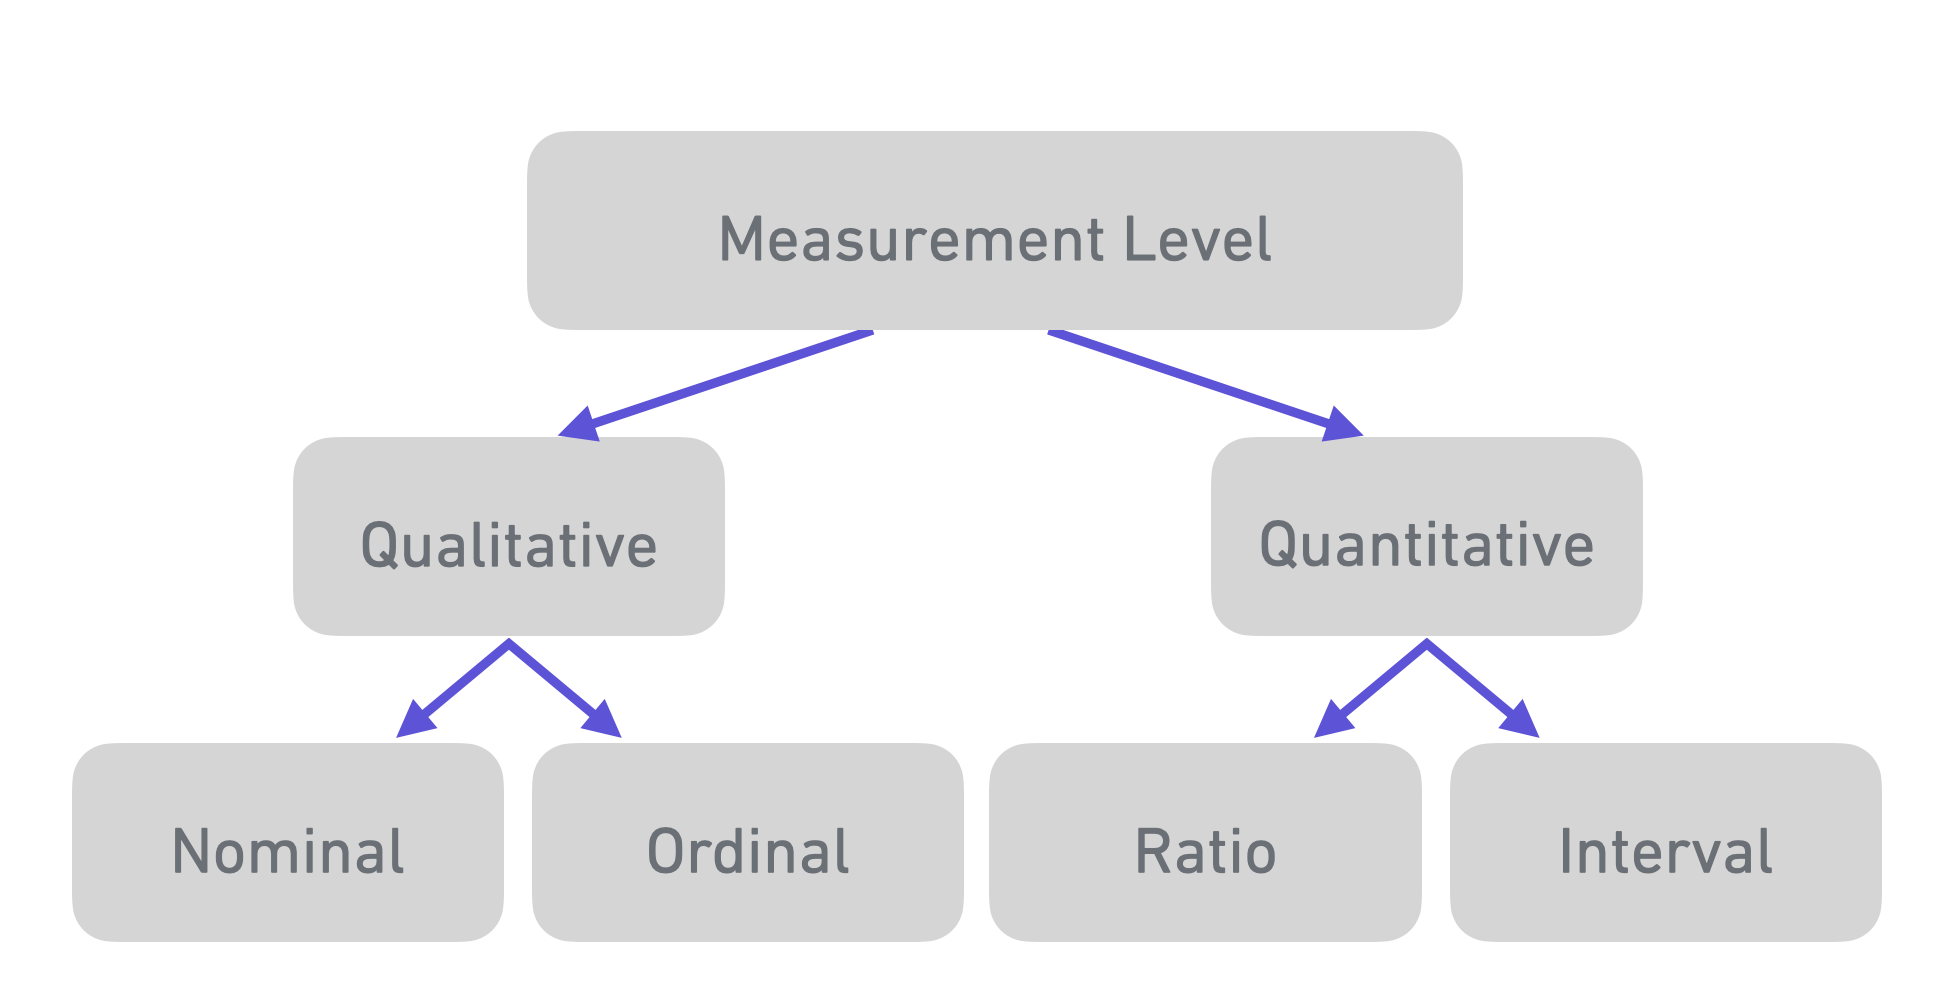 Measurement Level
Qualitative
Quantitative
Nominal
Ordinal
Ratio
Interval